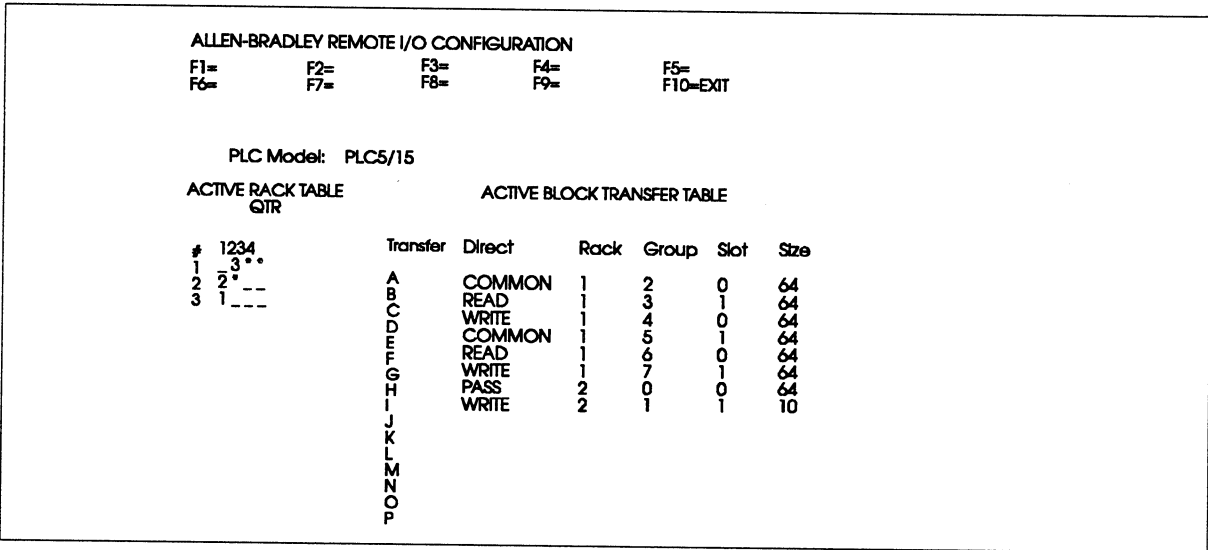 ALLEN-BRADLEY REMOTE I/O CONFIGURATION
F1= F2= F3= F4= F5=
F6= F7= F8= F9= F10=EXIT
PLC Model: PLC5/15
ACTIVE RACK TABLE ACTIVE BLOCK TRANSFER TABLE
QTR
# 1234 Transfer Direct Rack Group Slot Size
1 _3**
2 2*__
3 1___
A COMMON 1 2 0 64
B READ 1 3 1 64
C WRITE 1 4 0 64
D COMMON 1 5 1 64
E READ 1 6 0 64
F WRITE 1 7 1 64
G PASS 2 0 0 64
H WRITE 2 1 1 10
I
J
K
L
M
N
O
P